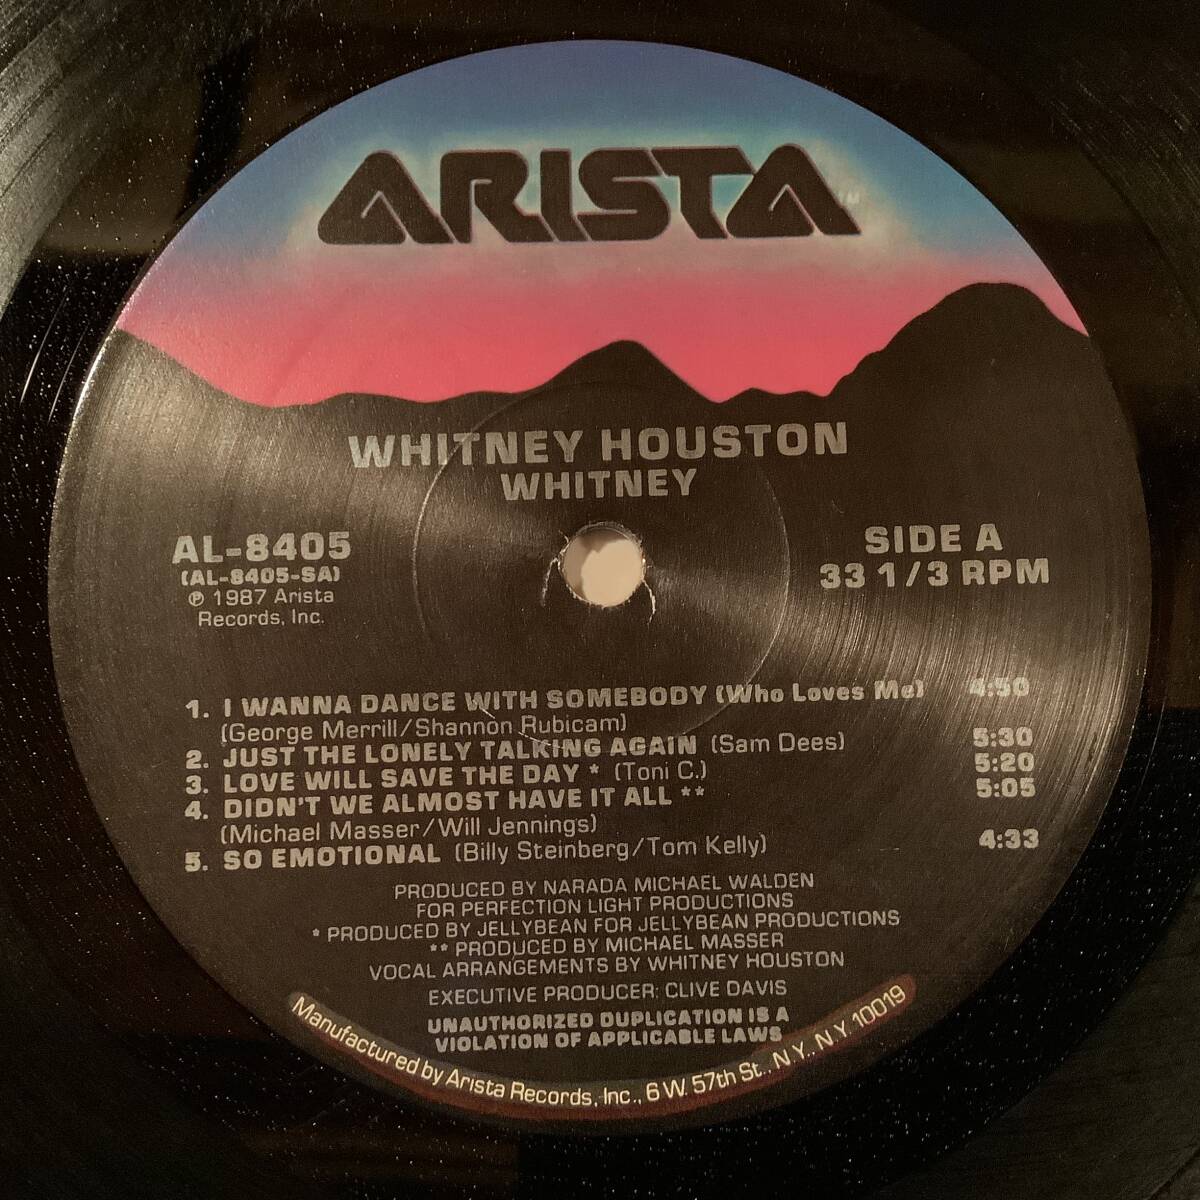 ARISTA™
WHITNEY HOUSTON
WHITNEY
AL-8405
(AL-8405-SA)
℗ 1987 Arista
Records, Inc.
SIDE A
33 1/3 RPM
1. I WANNA DANCE WITH SOMEBODY (Who Loves Me) 4:50
(George Merrill/Shannon Rubicam)
2. JUST THE LONELY TALKING AGAIN (Sam Dees) 5:30
3. LOVE WILL SAVE THE DAY * (Toni C.) 5:20
4. DIDN'T WE ALMOST HAVE IT ALL ** 5:05
(Michael Masser/Will Jennings)
5. SO EMOTIONAL (Billy Steinberg/Tom Kelly) 4:33
PRODUCED BY NARADA MICHAEL WALDEN
FOR PERFECTION LIGHT PRODUCTIONS
* PRODUCED BY JELLYBEAN FOR JELLYBEAN PRODUCTIONS
** PRODUCED BY MICHAEL MASSER
VOCAL ARRANGEMENTS BY WHITNEY HOUSTON
EXECUTIVE PRODUCER: CLIVE DAVIS
UNAUTHORIZED DUPLICATION IS A
VIOLATION OF APPLICABLE LAWS
Manufactured by Arista Records, Inc., 6 W. 57th St., N.Y., N.Y. 10019